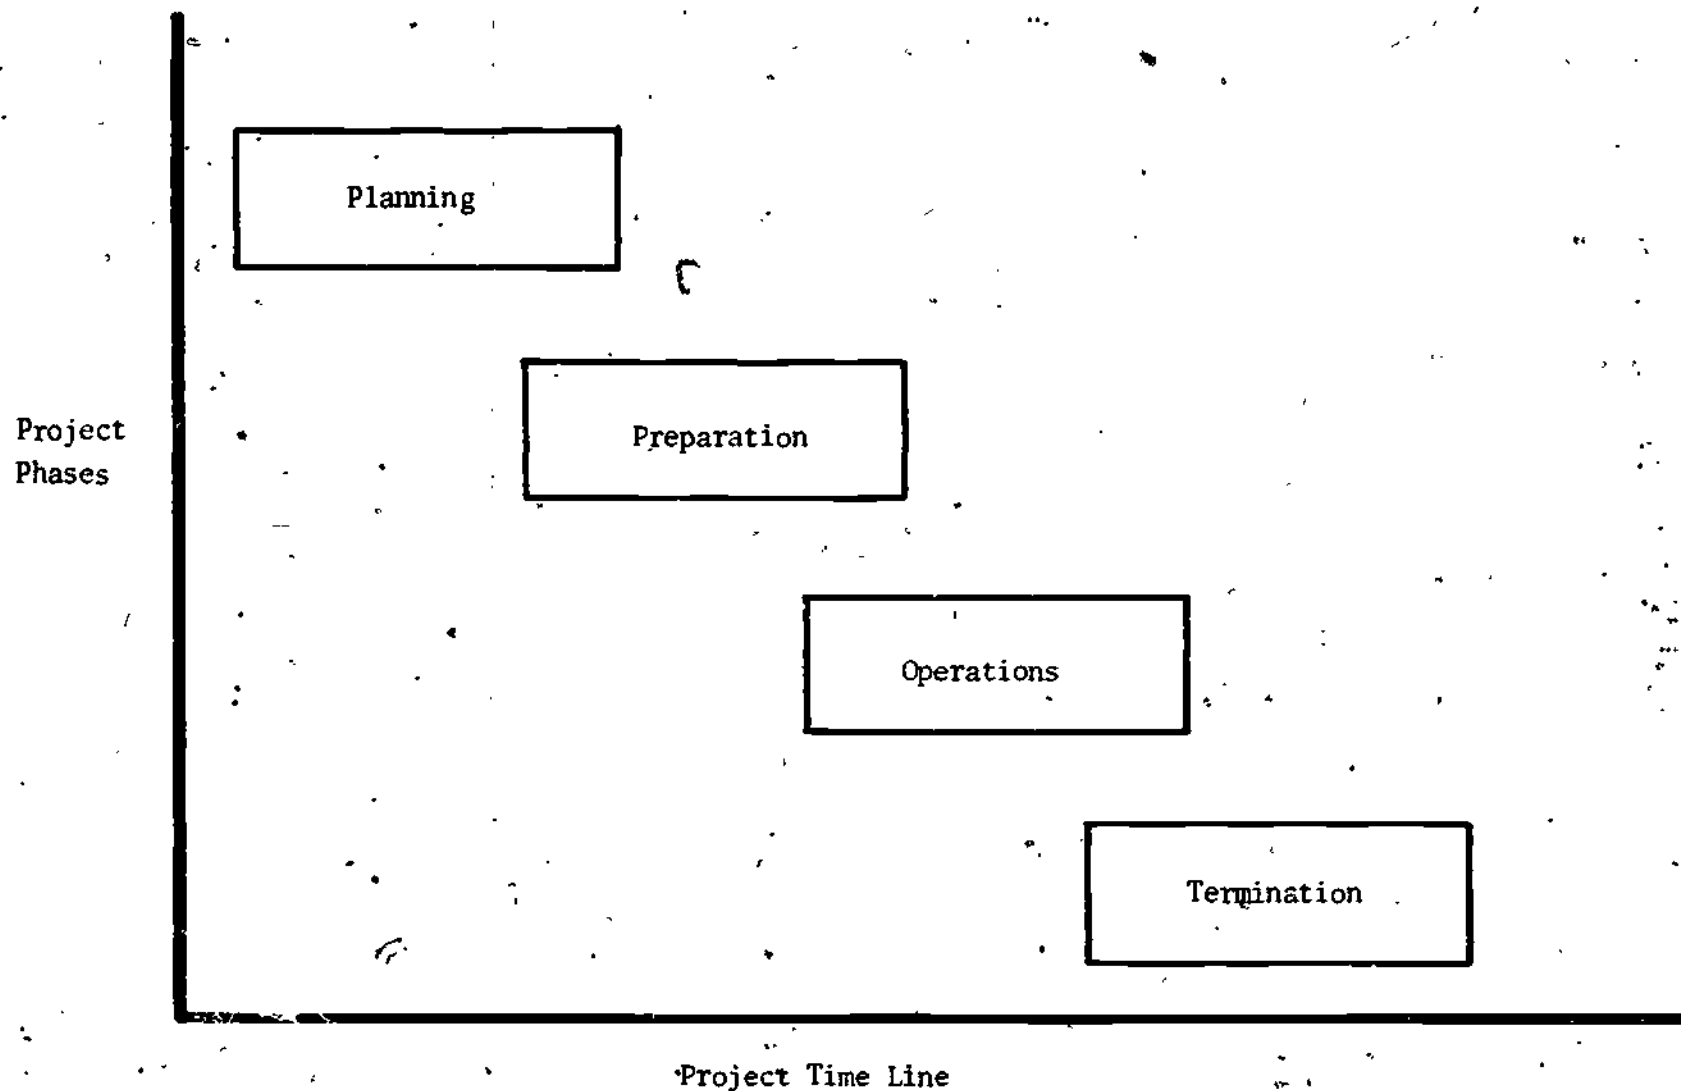 Planning
Preparation
Project
Phases
Operations
Termination
Project Time Line